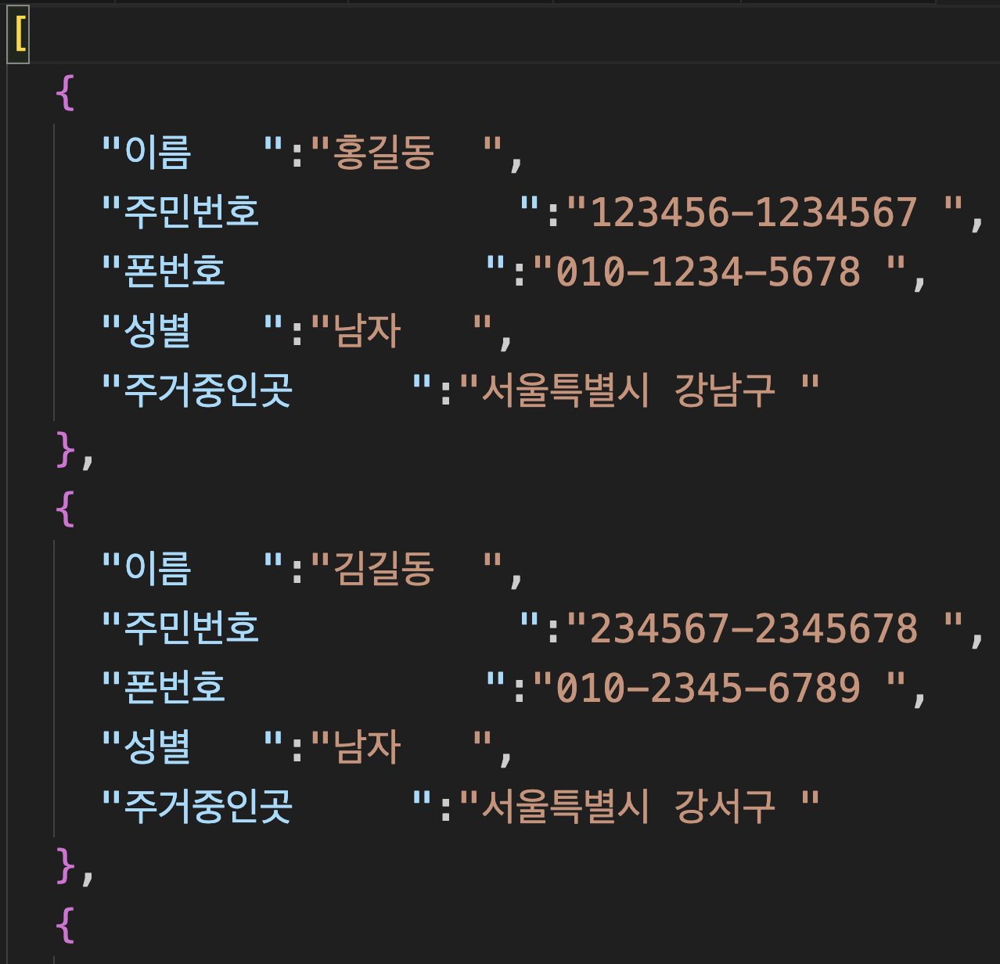 [
{
"이름   ":"홍길동  ",
"주민번호           ":"123456-1234567 ",
"폰번호           ":"010-1234-5678 ",
"성별   ":"남자   ",
"주거중인곳     ":"서울특별시 강남구 "
},
{
"이름   ":"김길동  ",
"주민번호           ":"234567-2345678 ",
"폰번호           ":"010-2345-6789 ",
"성별   ":"남자   ",
"주거중인곳     ":"서울특별시 강서구 "
},
{